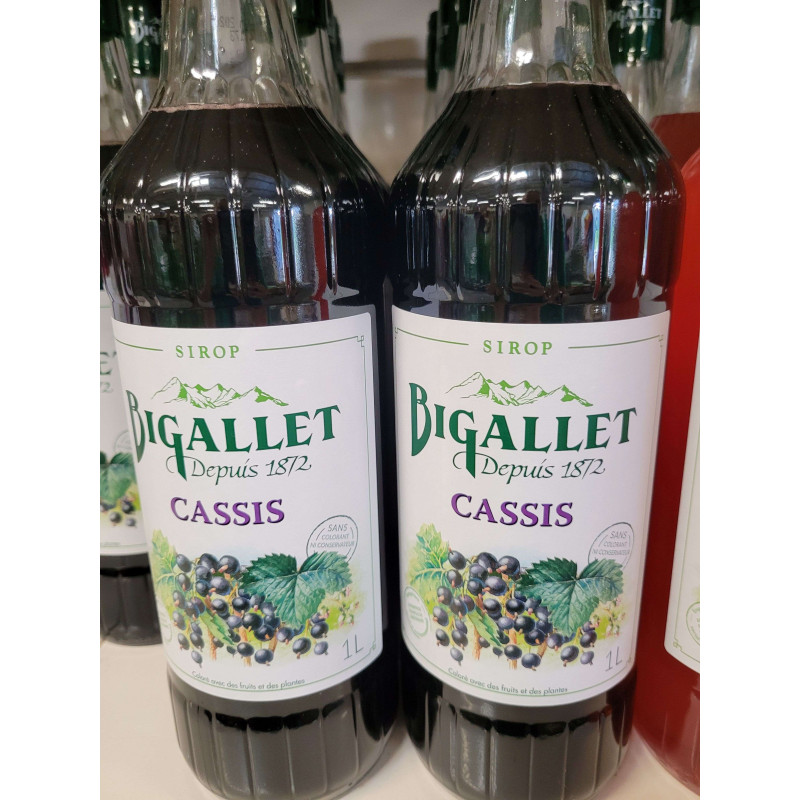 SIROP
BIGALLET
Depuis 1872
CASSIS
SANS
COLORANT
NI CONSERVATEUR
1L
Coloré avec des fruits et des plantes
SIROP
BIGALLET
Depuis 1872
CASSIS
SANS
COLORANT
NI CONSERVATEUR
1L
Coloré avec des fruits et des plantes